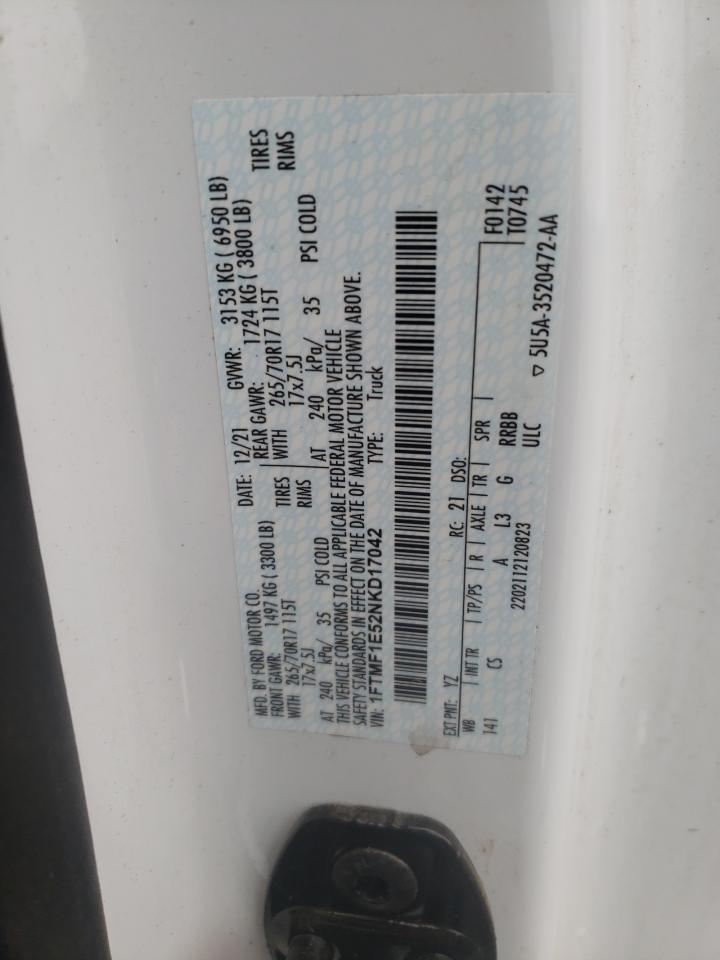 MFD. BY FORD MOTOR CO. DATE: 12/21 GVWR: 3153 KG ( 6950 LB)
FRONT GAWR: 1497 KG ( 3300 LB) REAR GAWR: 1724 KG ( 3800 LB)
WITH 265/70R17 115T TIRES WITH 265/70R17 115T TIRES
17x7.5J RIMS 17x7.5J RIMS
AT 240 kPa/ 35 PSI COLD AT 240 kPa/ 35 PSI COLD
THIS VEHICLE CONFORMS TO ALL APPLICABLE FEDERAL MOTOR VEHICLE
SAFETY STANDARDS IN EFFECT ON THE DATE OF MANUFACTURE SHOWN ABOVE.
VIN: 1FTMF1E52NKD17042 TYPE: Truck
EXT PNT: YZ RC: 21 DSO:
WB INT TR TP/PS R AXLE TR SPR F0142
141 CS A L3 G RRBB T0745
2202112120823 ULC
▽ 5U5A-3520472-AA